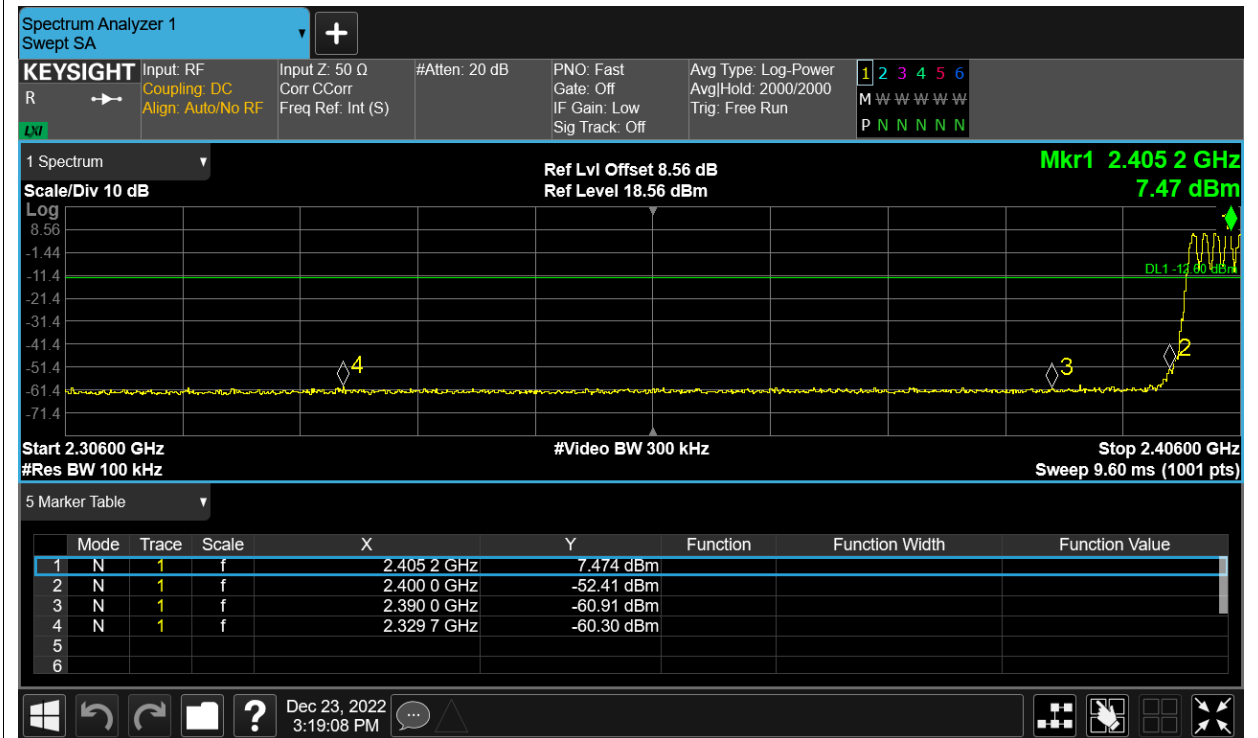 Spectrum Analyzer 1
Swept SA
KEYSIGHT Input: RF Input Z: 50 Ω #Atten: 20 dB PNO: Fast Avg Type: Log-Power 1 2 3 4 5 6
R Coupling: DC Corr CCorr Gate: Off Avg|Hold: 2000/2000 M W W W W W
Align: Auto/No RF Freq Ref: Int (S) IF Gain: Low Trig: Free Run
LXI Sig Track: Off P N N N N N
1 Spectrum Ref Lvl Offset 8.56 dB Mkr1 2.405 2 GHz
Scale/Div 10 dB Ref Level 18.56 dBm 7.47 dBm
Log
8.56
-1.44
-11.4 DL1 -12.60 dBm
-21.4
-31.4
-41.4 2
-51.4 4 3
-61.4
-71.4
Start 2.30600 GHz #Video BW 300 kHz Stop 2.40600 GHz
#Res BW 100 kHz Sweep 9.60 ms (1001 pts)
5 Marker Table
Mode Trace Scale X Y Function Function Width Function Value
1 N 1 f 2.405 2 GHz 7.474 dBm
2 N 1 f 2.400 0 GHz -52.41 dBm
3 N 1 f 2.390 0 GHz -60.91 dBm
4 N 1 f 2.329 7 GHz -60.30 dBm
5
6
? Dec 23, 2022
3:19:08 PM